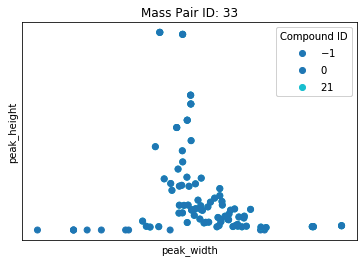 Mass Pair ID: 33
Compound ID
−1
0
21
peak_height
peak_width